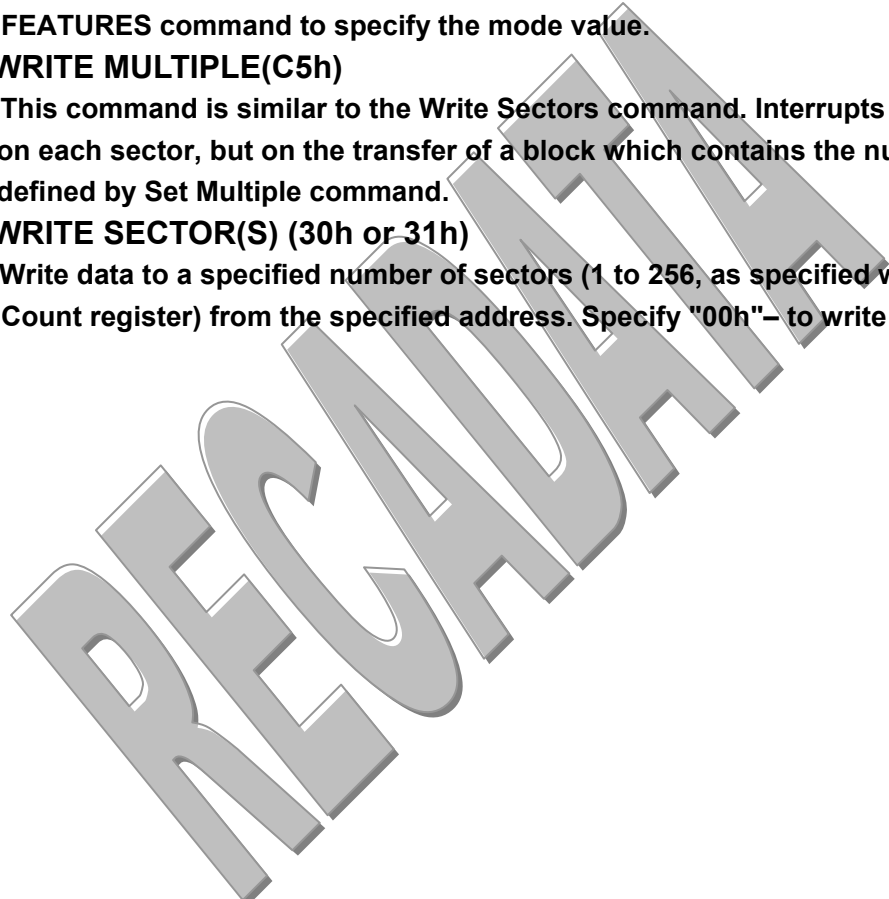 FEATURES command to specify the mode value.
WRITE MULTIPLE(C5h)
This command is similar to the Write Sectors command. Interrupts
on each sector, but on the transfer of a block which contains the nu
defined by Set Multiple command.
WRITE SECTOR(S) (30h or 31h)
Write data to a specified number of sectors (1 to 256, as specified w
Count register) from the specified address. Specify "00h"– to write
RECADATA